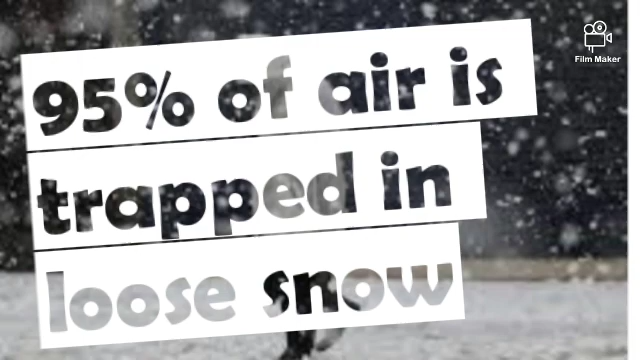 95% of air is
trapped in
loose snow
Film Maker